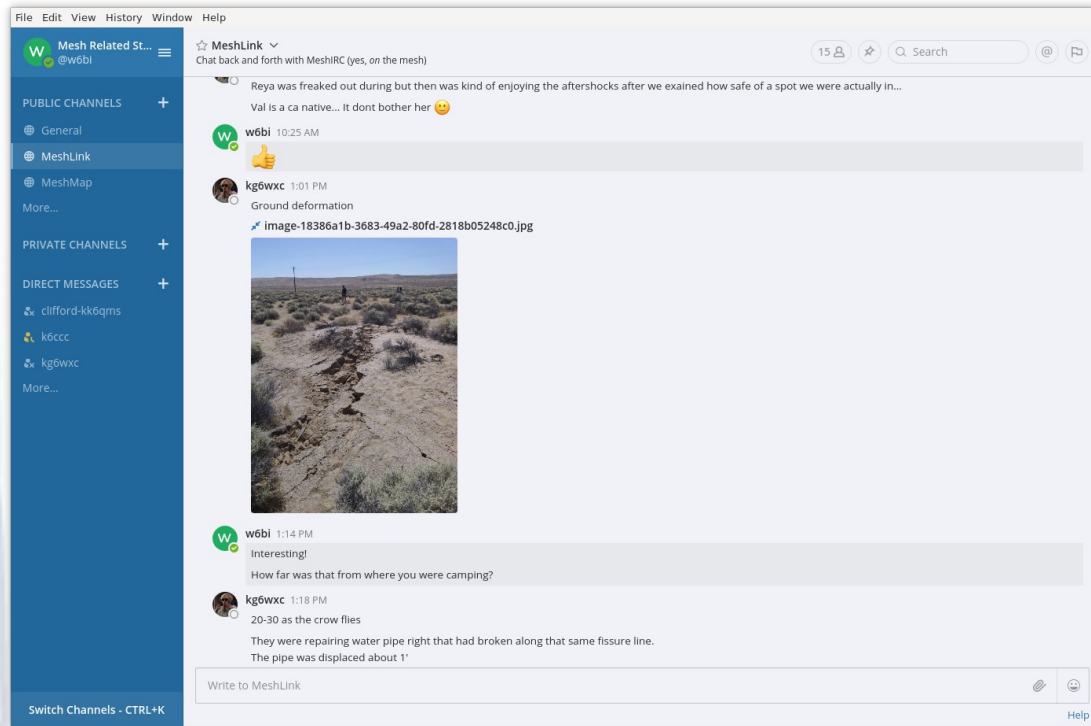 File Edit View History Window Help
W Mesh Related St...
@w6bi
PUBLIC CHANNELS +
General
MeshLink
MeshMap
More...
PRIVATE CHANNELS +
DIRECT MESSAGES +
clifford-kk6qms
k6ccc
kg6wxc
More...
Switch Channels - CTRL+K
MeshLink
Chat back and forth with MeshIRC (yes, on the mesh)
15
Search
@
Reya was freaked out during but then was kind of enjoying the aftershocks after we exained how safe of a spot we were actually in...
Val is a ca native... It dont bother her 🙂
W w6bi 10:25 AM
👍
kg6wxc 1:01 PM
Ground deformation
image-18386a1b-3683-49a2-80fd-2818b05248c0.jpg
W w6bi 1:14 PM
Interesting!
How far was that from where you were camping?
kg6wxc 1:18 PM
20-30 as the crow flies
They were repairing water pipe right that had broken along that same fissure line.
The pipe was displaced about 1'
Write to MeshLink
Help